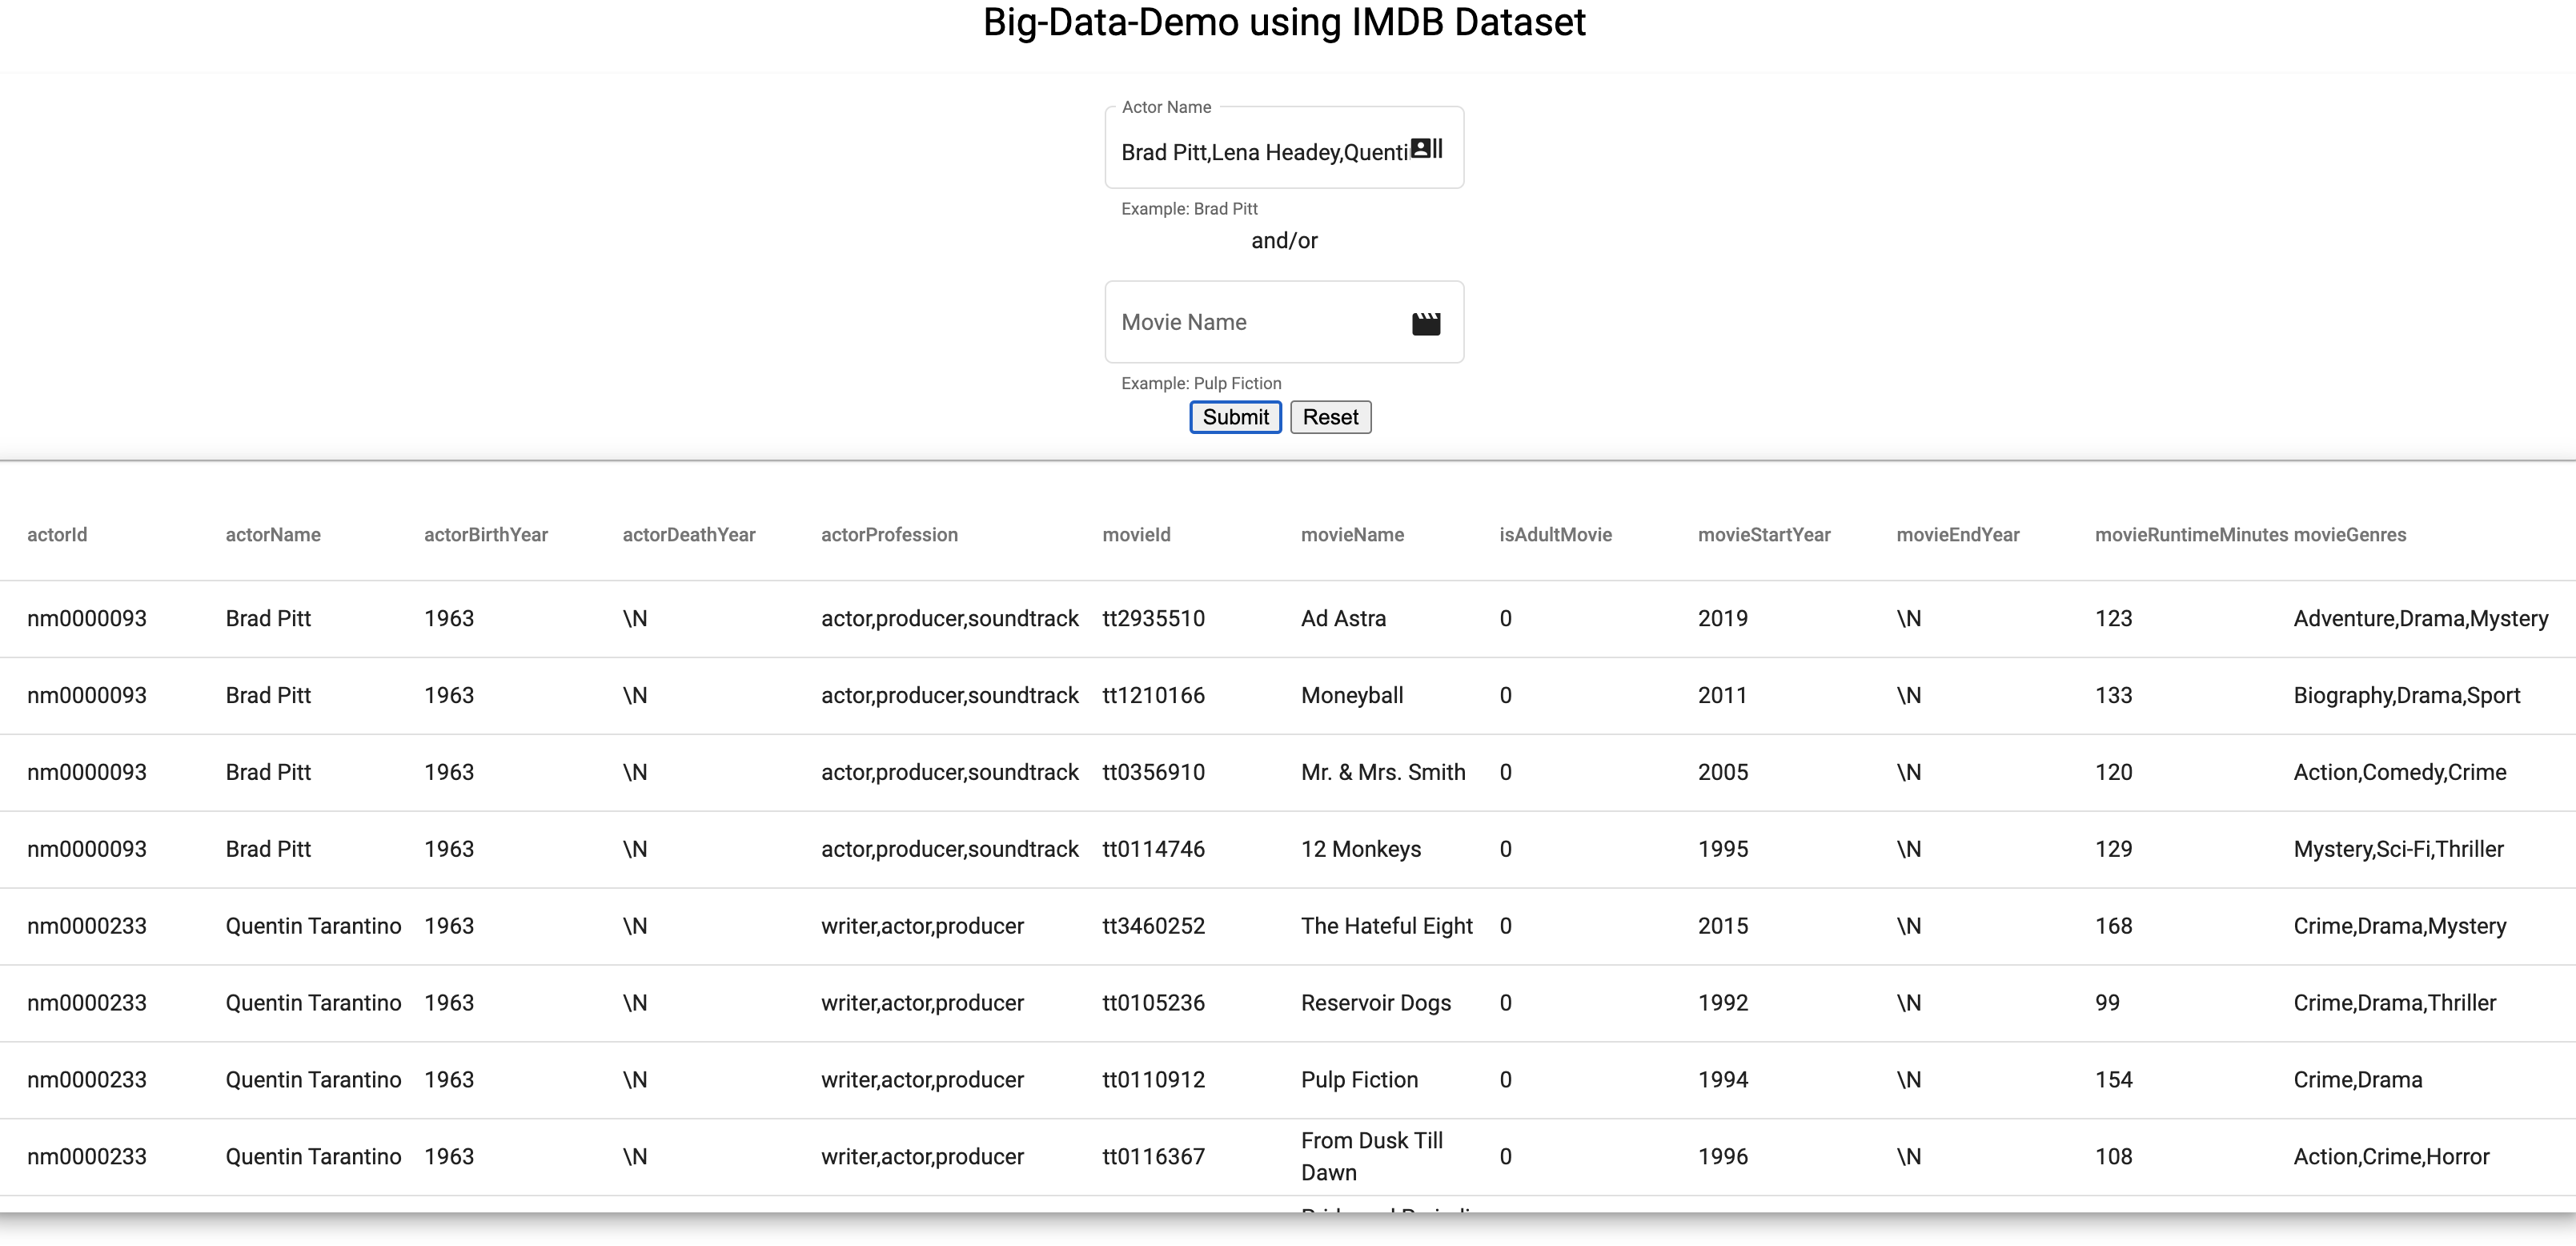 Big-Data-Demo using IMDB Dataset
Actor Name
Brad Pitt,Lena Headey,Quenti
Example: Brad Pitt
and/or
Movie Name
Example: Pulp Fiction
Submit Reset
actorId actorName actorBirthYear actorDeathYear actorProfession movieId movieName isAdultMovie movieStartYear movieEndYear movieRuntimeMinutes movieGenres
nm0000093 Brad Pitt 1963 \N actor,producer,soundtrack tt2935510 Ad Astra 0 2019 \N 123 Adventure,Drama,Mystery
nm0000093 Brad Pitt 1963 \N actor,producer,soundtrack tt1210166 Moneyball 0 2011 \N 133 Biography,Drama,Sport
nm0000093 Brad Pitt 1963 \N actor,producer,soundtrack tt0356910 Mr. & Mrs. Smith 0 2005 \N 120 Action,Comedy,Crime
nm0000093 Brad Pitt 1963 \N actor,producer,soundtrack tt0114746 12 Monkeys 0 1995 \N 129 Mystery,Sci-Fi,Thriller
nm0000233 Quentin Tarantino 1963 \N writer,actor,producer tt3460252 The Hateful Eight 0 2015 \N 168 Crime,Drama,Mystery
nm0000233 Quentin Tarantino 1963 \N writer,actor,producer tt0105236 Reservoir Dogs 0 1992 \N 99 Crime,Drama,Thriller
nm0000233 Quentin Tarantino 1963 \N writer,actor,producer tt0110912 Pulp Fiction 0 1994 \N 154 Crime,Drama
nm0000233 Quentin Tarantino 1963 \N writer,actor,producer tt0116367 From Dusk Till Dawn 0 1996 \N 108 Action,Crime,Horror